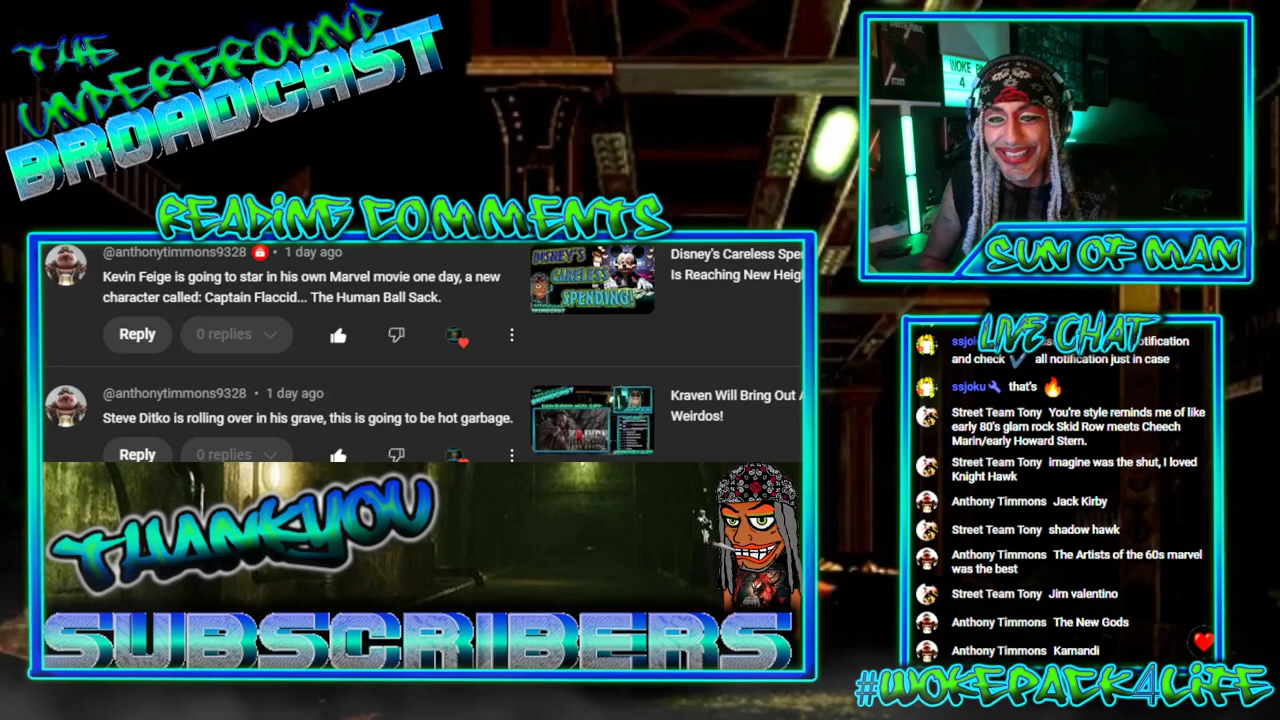 THE
UNDERGROUND
BROADCAST
WOKE
4
READING COMMENTS
SUN OF MAN
@anthonytimmons9328 • 1 day ago
Kevin Feige is going to star in his own Marvel movie one day, a new
character called: Captain Flaccid... The Human Ball Sack.
Reply 0 replies
DISNEY'S
CARELESS
SPENDING!
Disney's Careless Spe
Is Reaching New Heig
@anthonytimmons9328 • 1 day ago
Steve Ditko is rolling over in his grave, this is going to be hot garbage.
Reply 0 replies
Kraven Will Bring Out
Weirdos!
THANKYOU
SUBSCRIBERS
LIVE CHAT
otification
and check ✔ all notification just in case
ssjoku🔧 that's 🔥
Street Team Tony You're style reminds me of like
early 80's glam rock Skid Row meets Cheech
Marin/early Howard Stern.
Street Team Tony imagine was the shut, I loved
Knight Hawk
Anthony Timmons Jack Kirby
Street Team Tony shadow hawk
Anthony Timmons The Artists of the 60s marvel
was the best
Street Team Tony Jim valentino
Anthony Timmons The New Gods
Anthony Timmons Kamandi
#WOKEPACK4LIFE